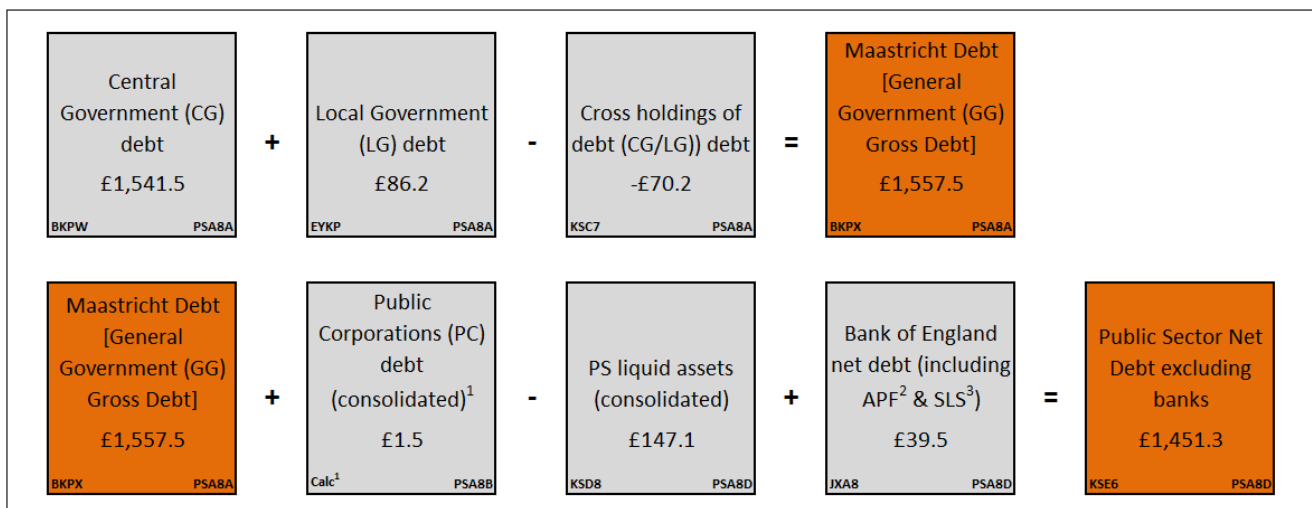 Central
Government (CG)
debt
£1,541.5
BKPW PSA8A
+
Local Government
(LG) debt
£86.2
EYKP PSA8A
-
Cross holdings of
debt (CG/LG)) debt
-£70.2
KSC7 PSA8A
=
Maastricht Debt
[General
Government (GG)
Gross Debt]
£1,557.5
BKPX PSA8A
Maastricht Debt
[General
Government (GG)
Gross Debt]
£1,557.5
BKPX PSA8A
+
Public
Corporations (PC)
debt
(consolidated)¹
£1.5
Calc¹ PSA8B
-
PS liquid assets
(consolidated)
£147.1
KSD8 PSA8D
+
Bank of England
net debt (including
APF² & SLS³)
£39.5
JXA8 PSA8D
=
Public Sector Net
Debt excluding
banks
£1,451.3
KSE6 PSA8D